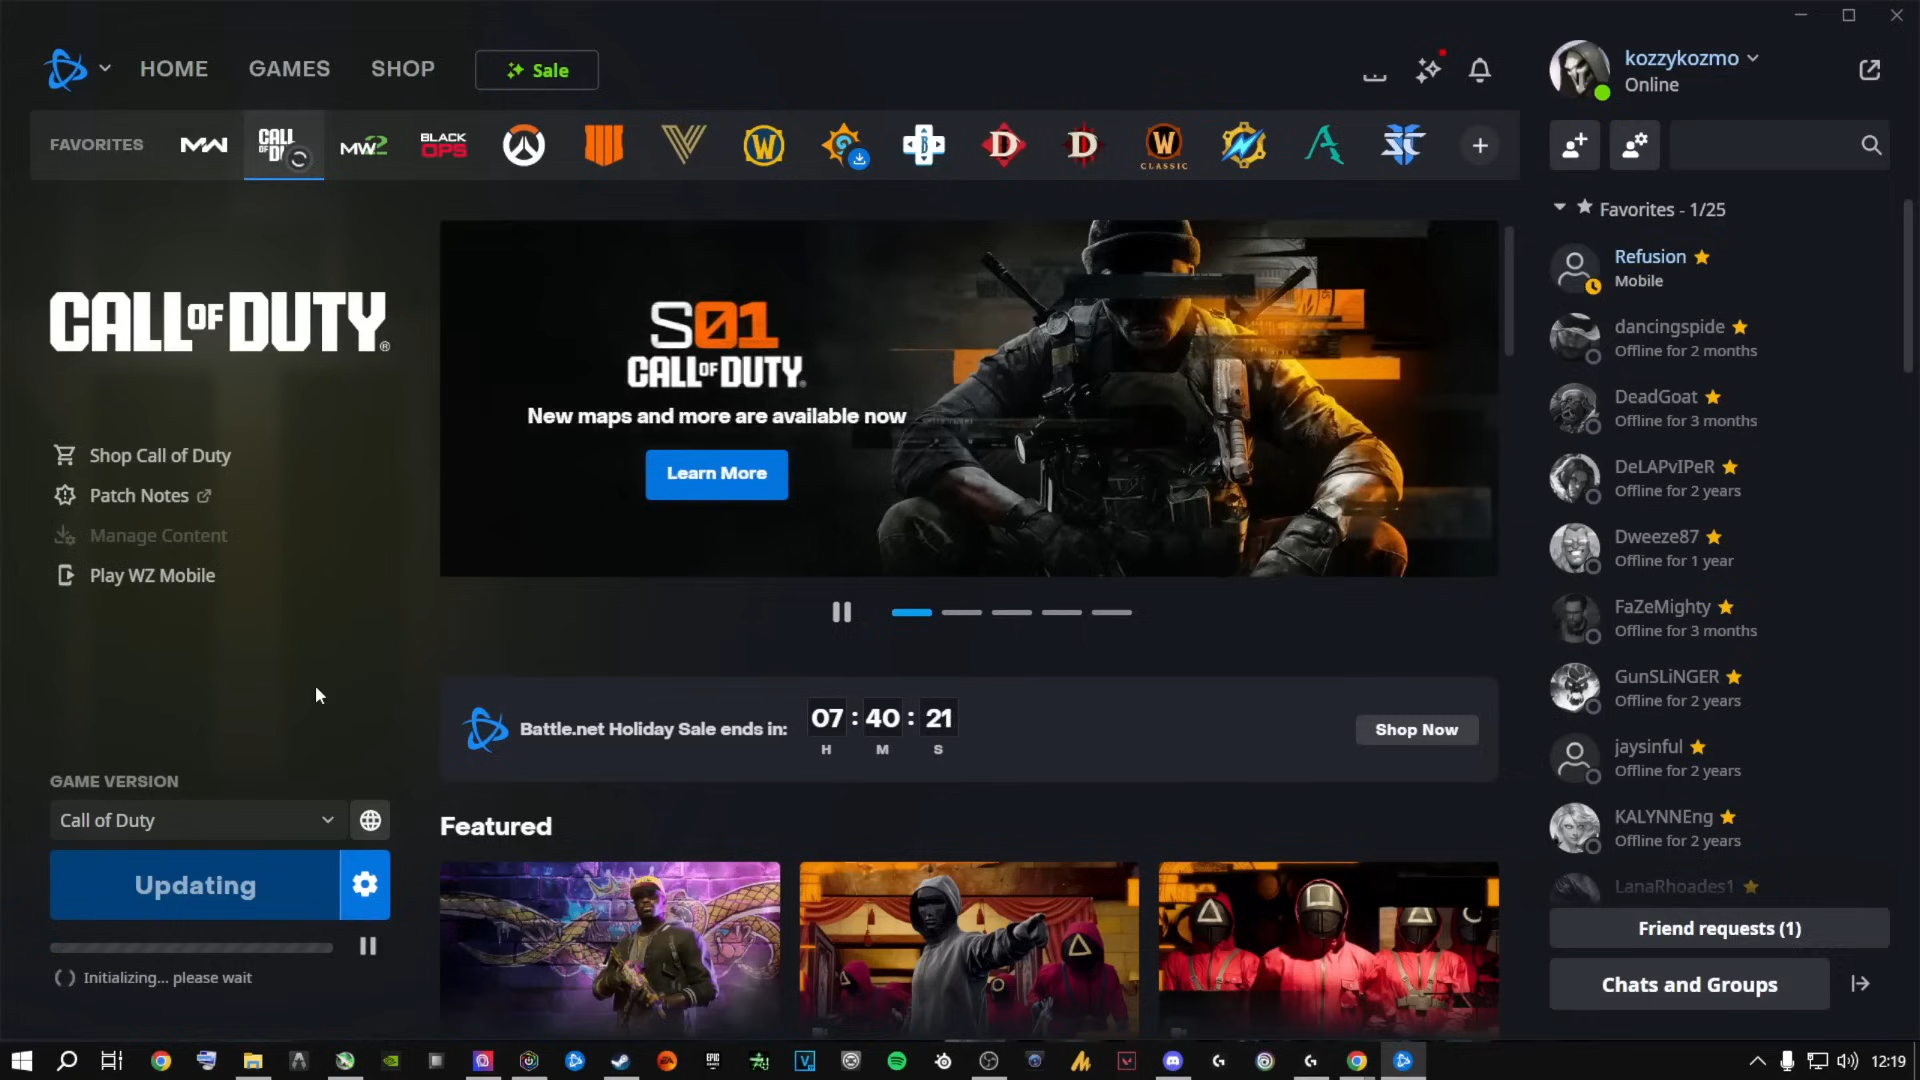 HOME
GAMES
SHOP
Sale
kozzykozmo
Online
FAVORITES
MW
CALL
OF DU
MW2
BLACK
OPS
W
CLASSIC
Favorites - 1/25
Refusion
Mobile
dancingspide
Offline for 2 months
DeadGoat
Offline for 3 months
DeLAPvIPeR
Offline for 2 years
Dweeze87
Offline for 1 year
FaZeMighty
Offline for 3 months
GunSLiNGER
Offline for 2 years
jaysinful
Offline for 2 years
KALYNNEng
Offline for 2 years
LanaRhoades1
Friend requests (1)
Chats and Groups
CALL OF DUTY®
Shop Call of Duty
Patch Notes
Manage Content
Play WZ Mobile
S01
CALL OF DUTY
New maps and more are available now
Learn More
Battle.net Holiday Sale ends in:
07 : 40 : 21
H M S
Shop Now
GAME VERSION
Call of Duty
Updating
Initializing... please wait
Featured
EPIC
GAMES
12:19